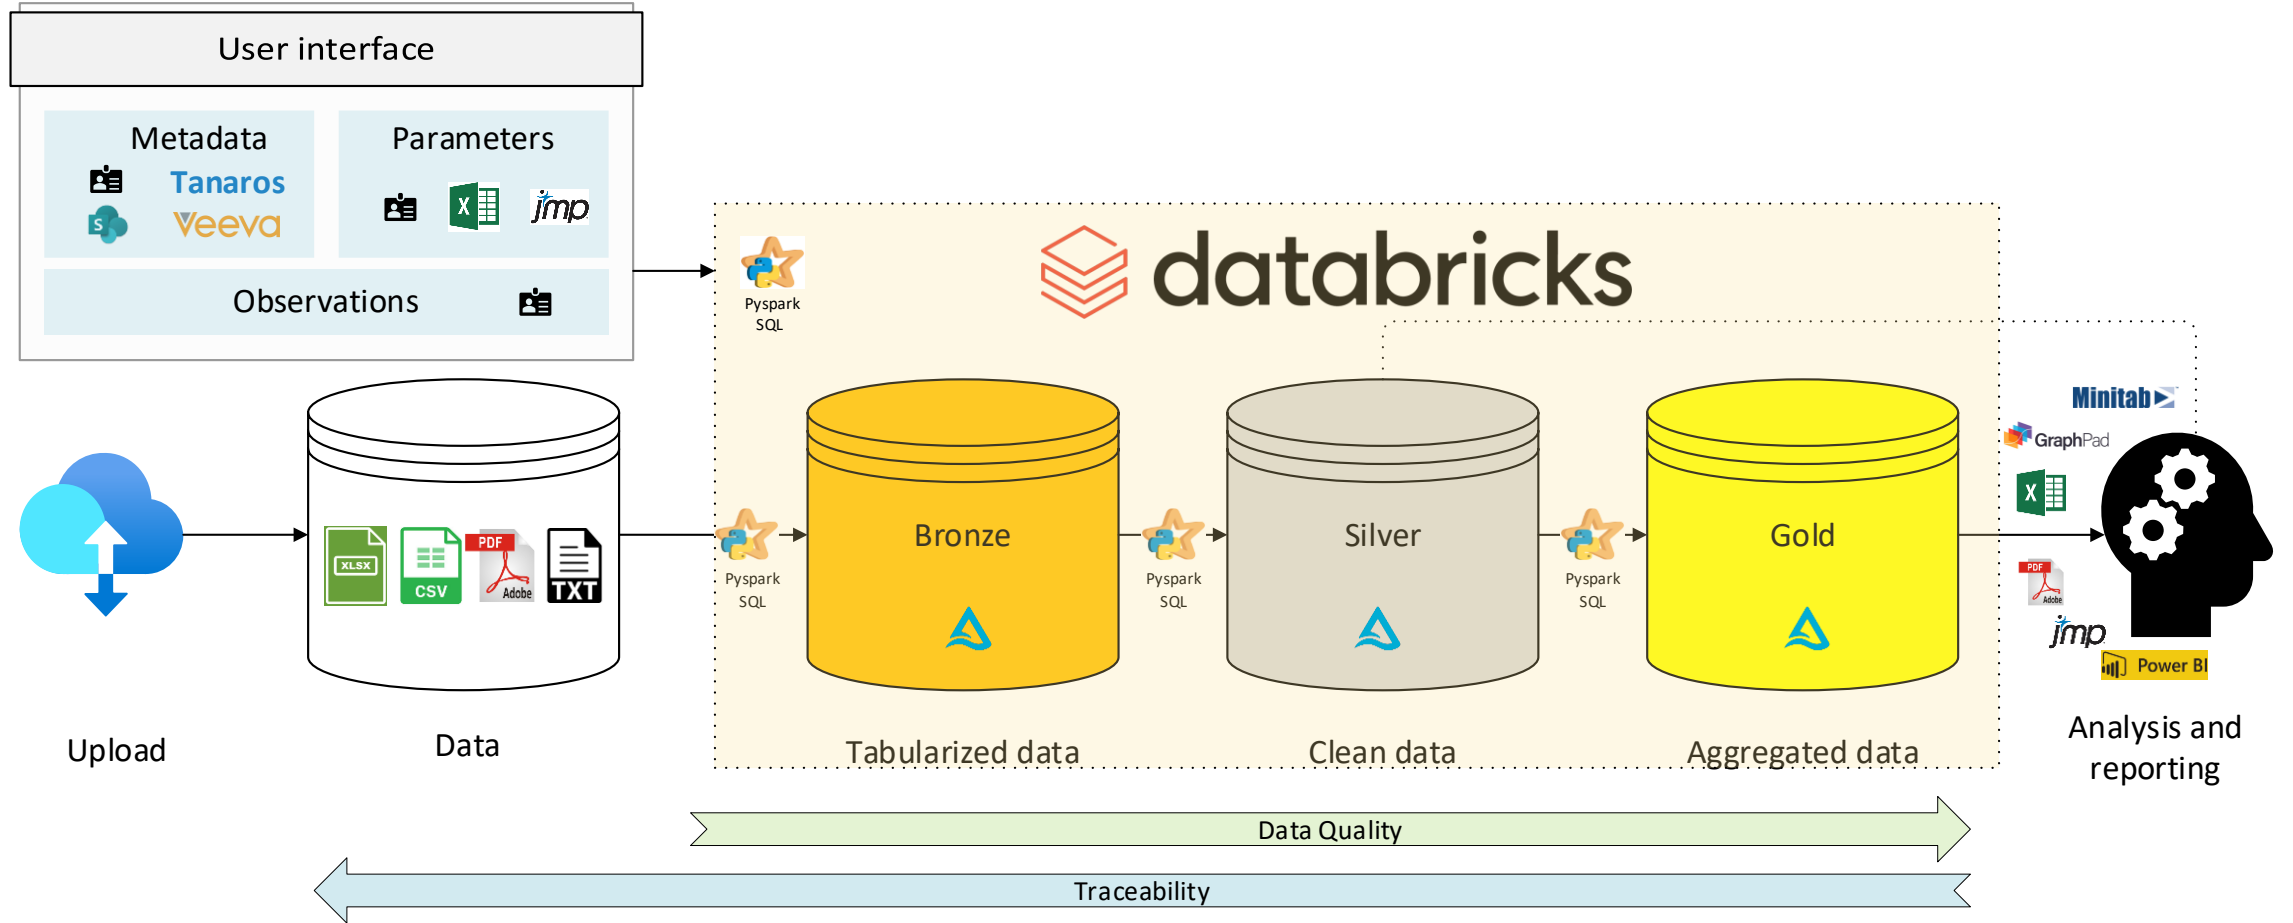 User interface
Metadata
Tanaros
S
Veeva
Parameters
X
jmp
Observations
Pyspark
SQL
databricks
XLSX
CSV
PDF
Adobe
TXT
Pyspark
SQL
Bronze
Pyspark
SQL
Silver
Pyspark
SQL
Gold
Minitab
GraphPad
X
PDF
Adobe
jmp
Power BI
Upload
Data
Tabularized data
Clean data
Aggregated data
Analysis and
reporting
Data Quality
Traceability